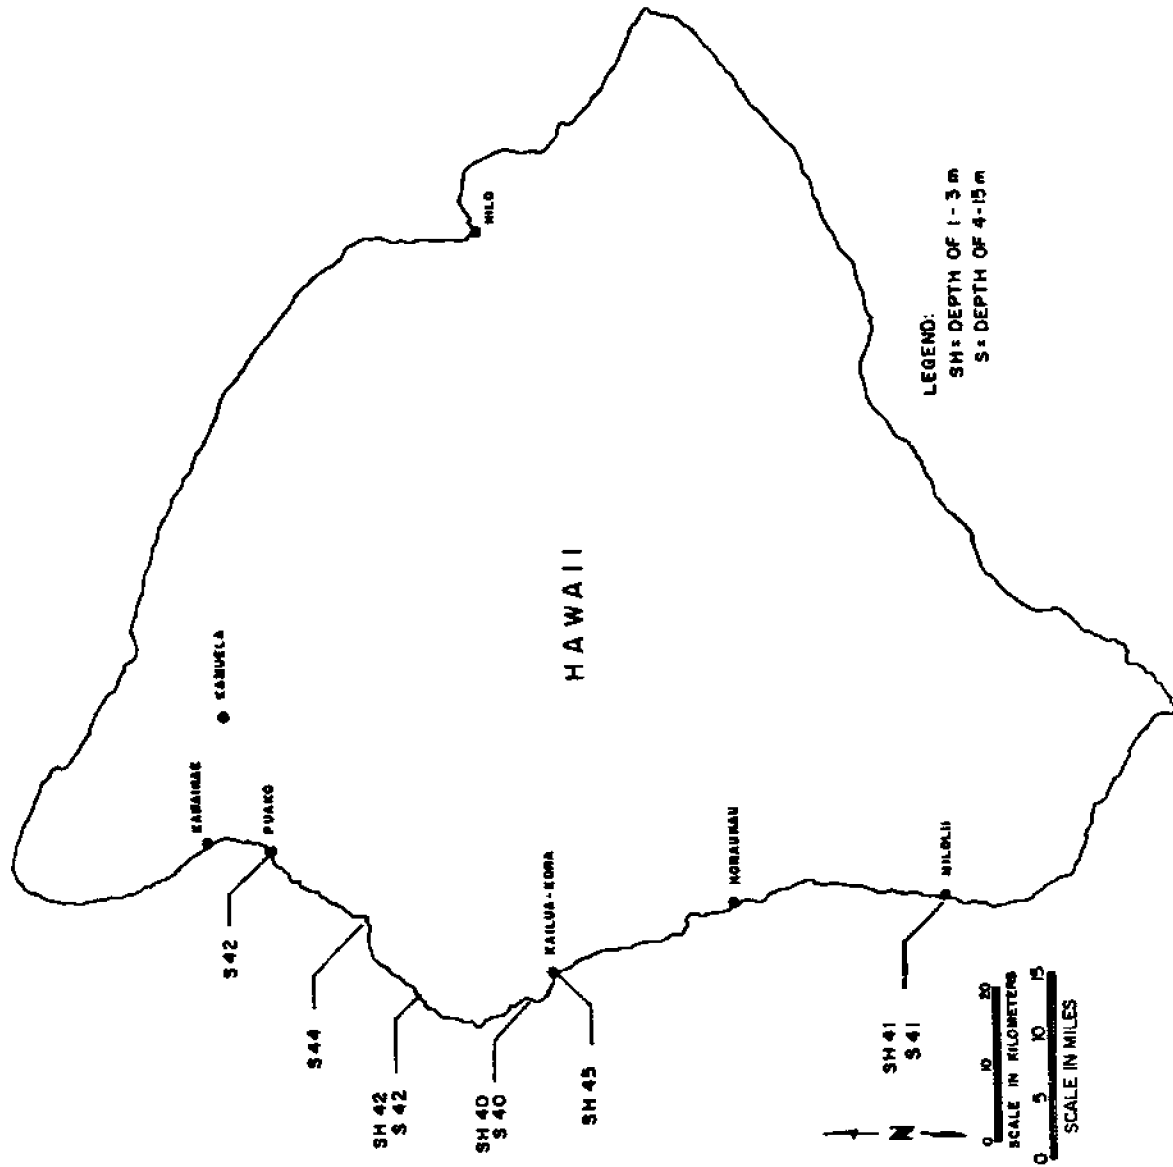 KAWAIHAE
KAMUELA
PUAKO
S 42
S 44
SH 42
S 42
SH 40
S 40
KAILUA-KONA
SH 45
HILO
HAWAII
HONAUNAU
MILOLII
SH 41
S 41
LEGEND:
SH = DEPTH OF 1-3 m
S = DEPTH OF 4-15 m
N
0 10 20
SCALE IN KILOMETERS
0 5 10 15
SCALE IN MILES